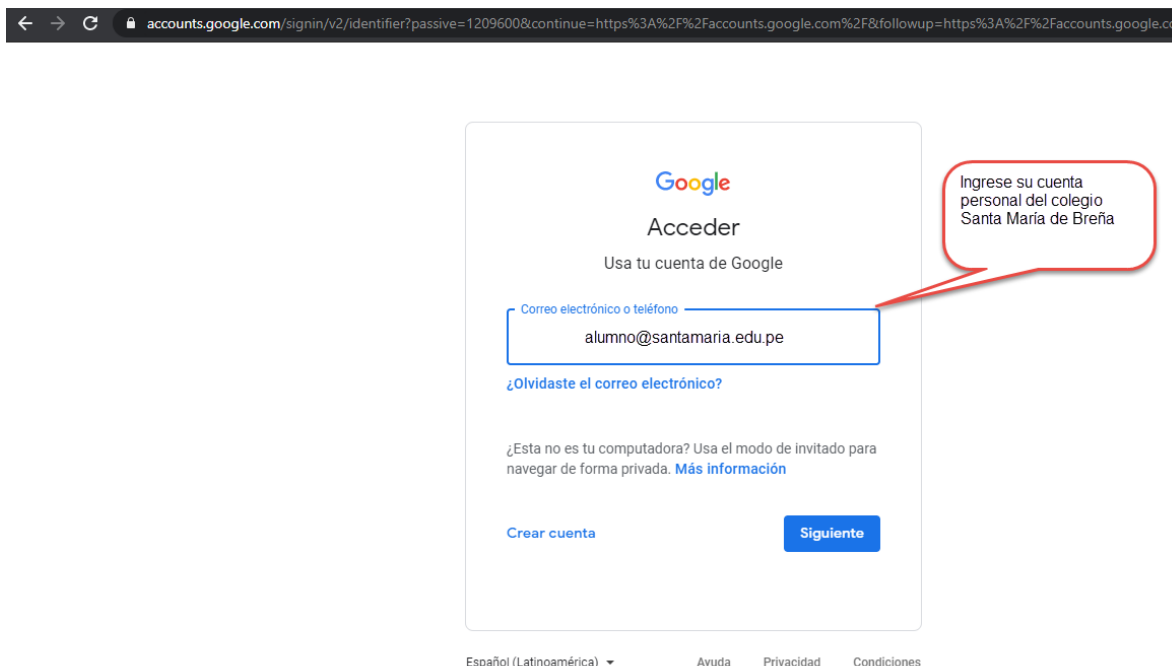 accounts.google.com/signin/v2/identifier?passive=1209600&continue=https%3A%2F%2Faccounts.google.com%2F&followup=https%3A%2F%2Faccounts.google.co
Google
Acceder
Usa tu cuenta de Google
Ingrese su cuenta
personal del colegio
Santa María de Breña
Correo electrónico o teléfono
alumno@santamaria.edu.pe
¿Olvidaste el correo electrónico?
¿Esta no es tu computadora? Usa el modo de invitado para
navegar de forma privada. Más información
Crear cuenta Siguiente
Español (Latinoamérica) Ayuda Privacidad Condiciones